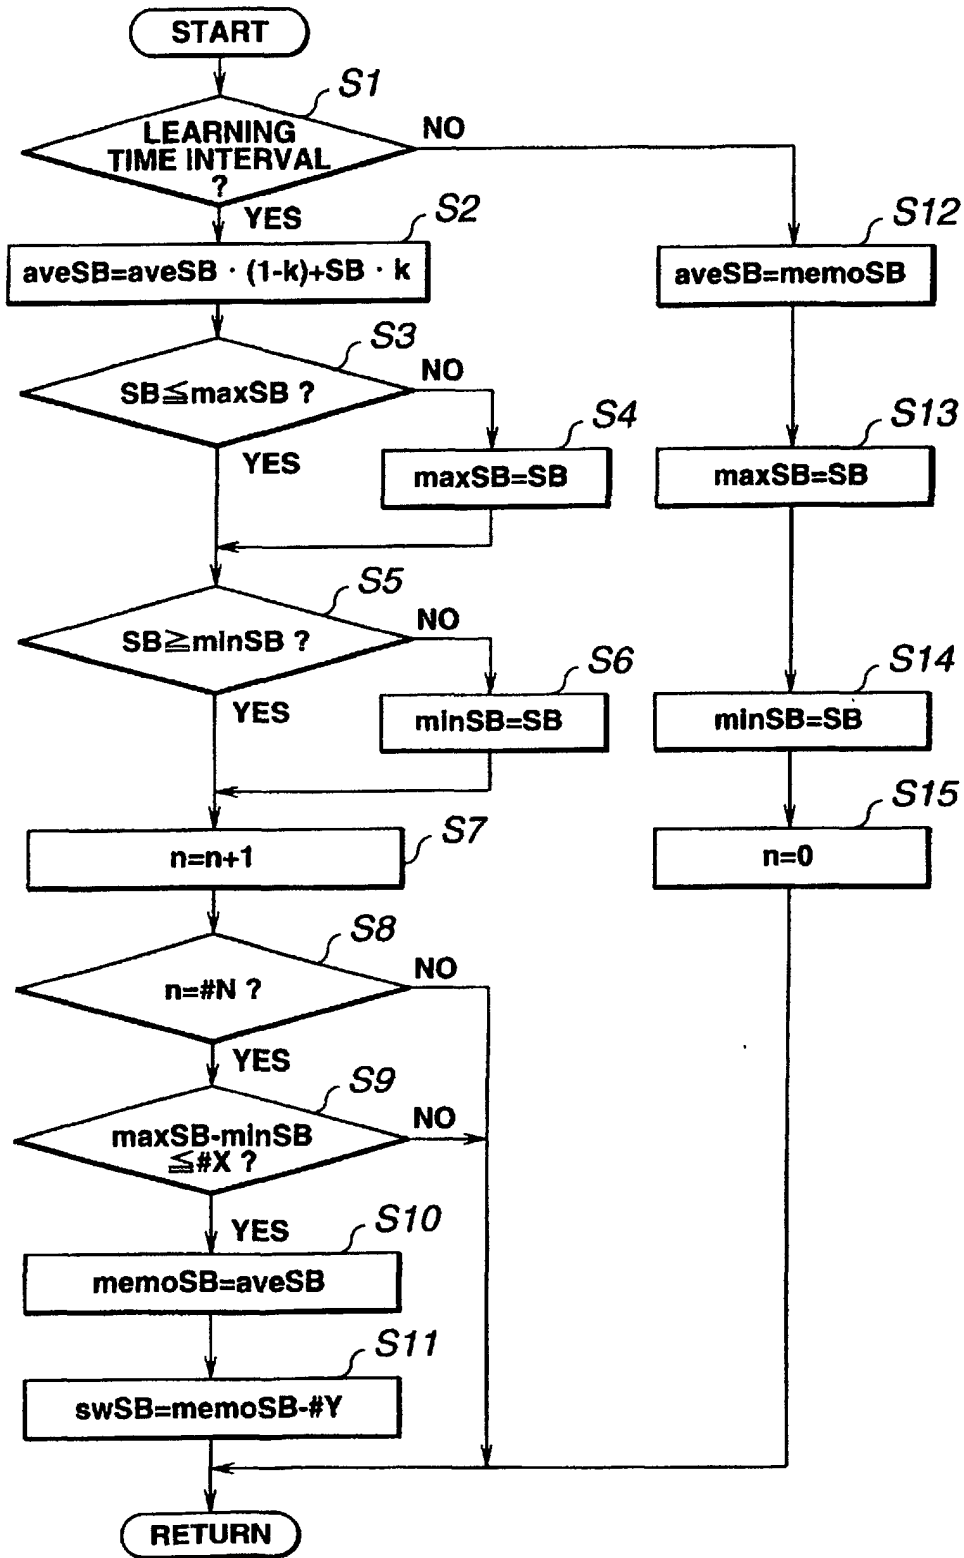 START
S1
LEARNING
TIME INTERVAL
?
NO
YES
S2
aveSB=aveSB · (1-k)+SB · k
S3
SB≦maxSB ?
NO
YES
S4
maxSB=SB
S5
SB≧minSB ?
NO
YES
S6
minSB=SB
S7
n=n+1
S8
n=#N ?
NO
YES
S9
maxSB-minSB
≦#X ?
NO
YES
S10
memoSB=aveSB
S11
swSB=memoSB-#Y
S12
aveSB=memoSB
S13
maxSB=SB
S14
minSB=SB
S15
n=0
RETURN